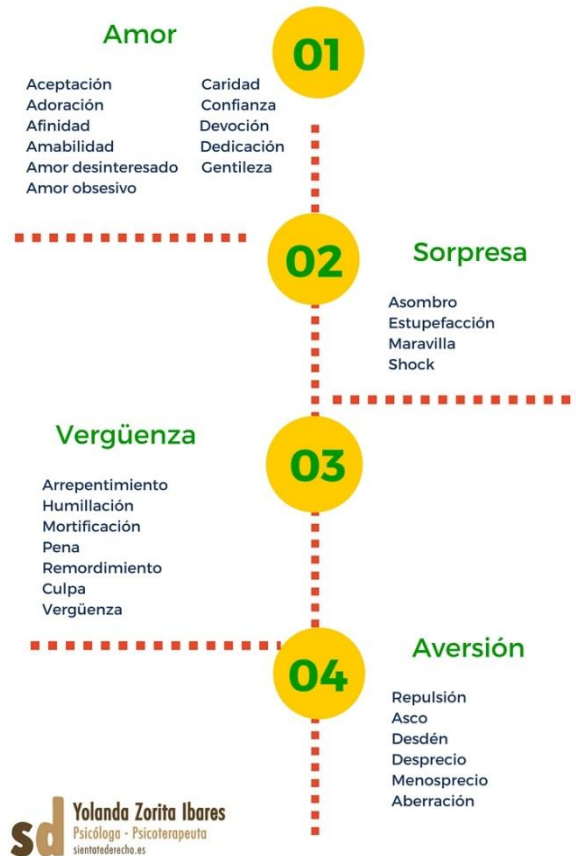 Amor
01
Aceptación
Adoración
Afinidad
Amabilidad
Amor desinteresado
Amor obsesivo
Caridad
Confianza
Devoción
Dedicación
Gentileza
02
Sorpresa
Asombro
Estupefacción
Maravilla
Shock
Vergüenza
03
Arrepentimiento
Humillación
Mortificación
Pena
Remordimiento
Culpa
Vergüenza
04
Aversión
Repulsión
Asco
Desdén
Desprecio
Menosprecio
Aberración
sd
Yolanda Zorita Ibares
Psicóloga - Psicoterapeuta
sientatederecho.es